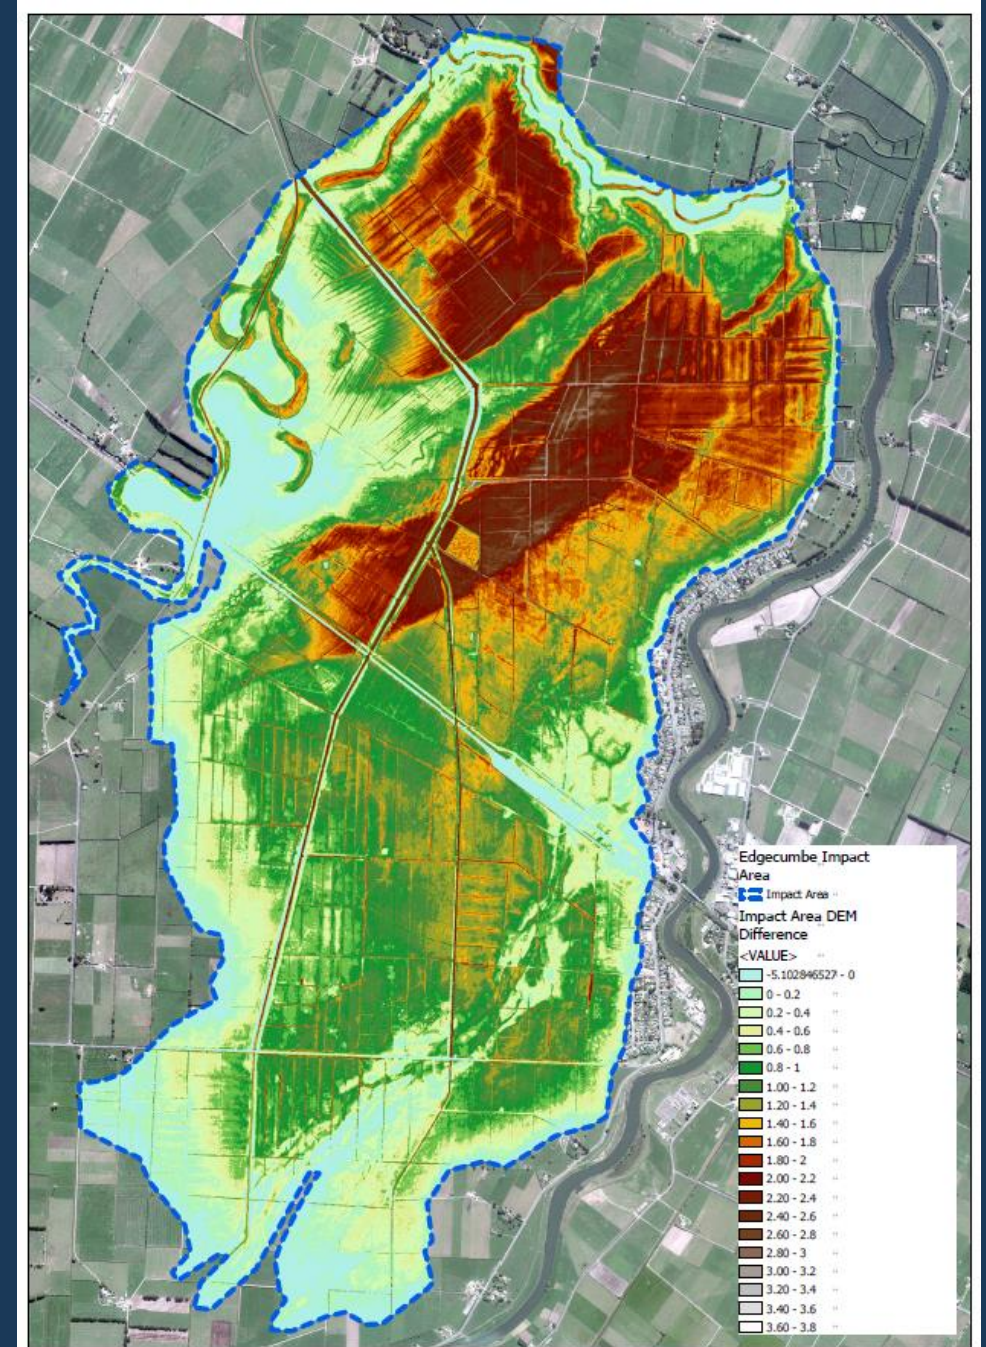 Edgecumbe Impact
Area
Impact Area
Impact Area DEM
Difference
<VALUE>
-5.102846527 - 0
0 - 0.2
0.2 - 0.4
0.4 - 0.6
0.6 - 0.8
0.8 - 1
1.00 - 1.2
1.20 - 1.4
1.40 - 1.6
1.60 - 1.8
1.80 - 2
2.00 - 2.2
2.20 - 2.4
2.40 - 2.6
2.60 - 2.8
2.80 - 3
3.00 - 3.2
3.20 - 3.4
3.40 - 3.6
3.60 - 3.8